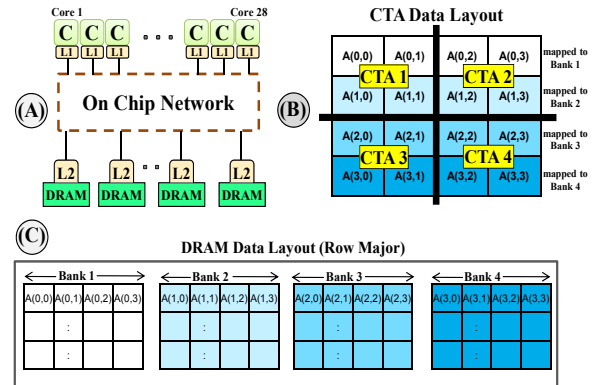 Core 1 Core 28
C C C C C C
L1 L1 L1 L1 L1 L1
On Chip Network
(A)
L2 L2 L2 L2
DRAM DRAM DRAM DRAM
CTA Data Layout
(B)
A(0,0) A(0,1) A(0,2) A(0,3) mapped to Bank 1
CTA 1 CTA 2
A(1,0) A(1,1) A(1,2) A(1,3) mapped to Bank 2
A(2,0) A(2,1) A(2,2) A(2,3) mapped to Bank 3
CTA 3 CTA 4
A(3,0) A(3,1) A(3,2) A(3,3) mapped to Bank 4
(C)
DRAM Data Layout (Row Major)
Bank 1 Bank 2 Bank 3 Bank 4
A(0,0) A(0,1) A(0,2) A(0,3) A(1,0) A(1,1) A(1,2) A(1,3) A(2,0) A(2,1) A(2,2) A(2,3) A(3,0) A(3,1) A(3,2) A(3,3)
: : : :
: : : :